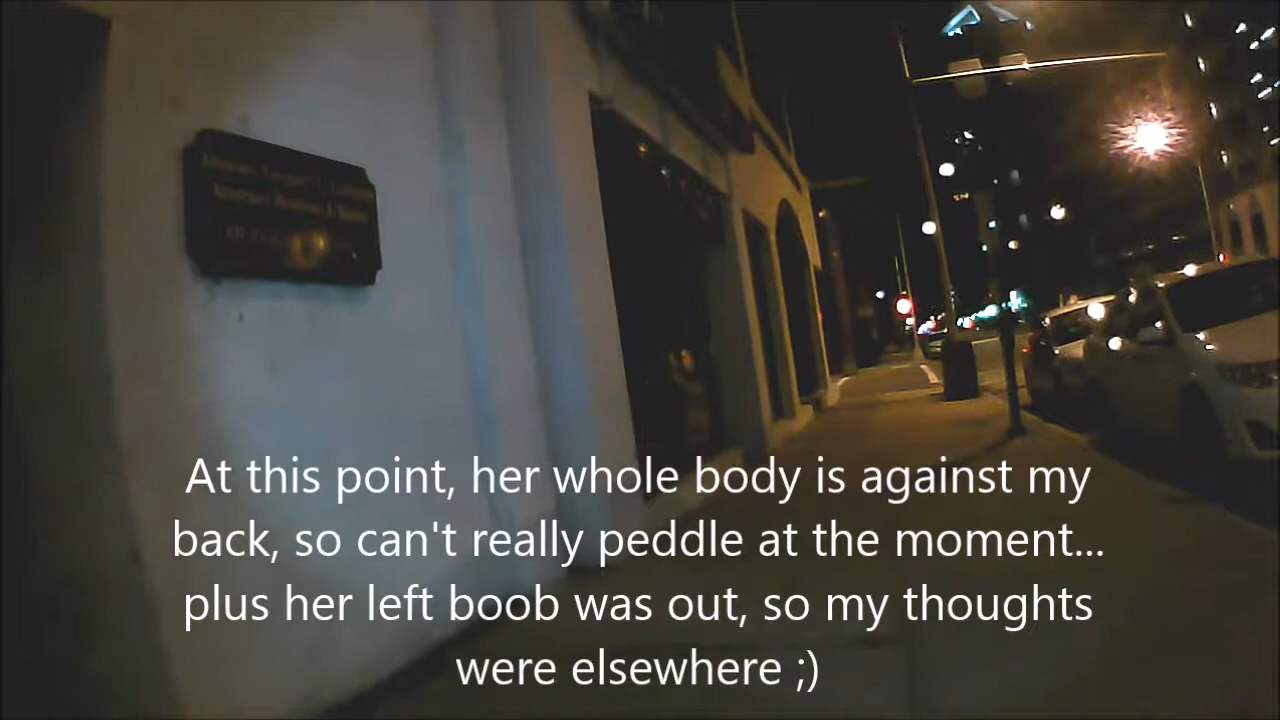 At this point, her whole body is against my
back, so can't really peddle at the moment...
plus her left boob was out, so my thoughts
were elsewhere ;)